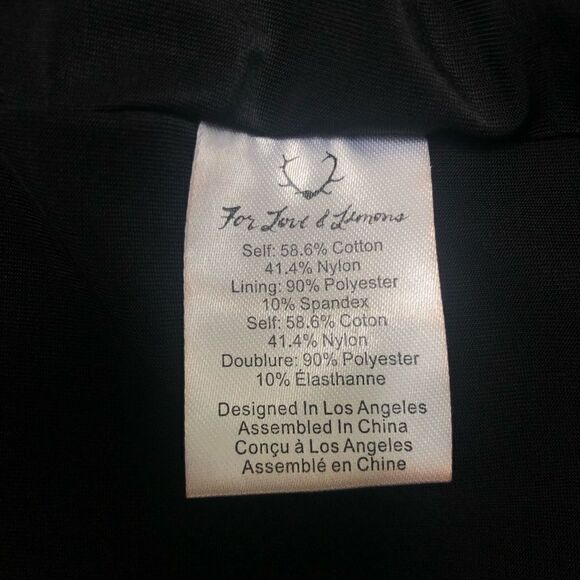 For Love & Lemons
Self: 58.6% Cotton
41.4% Nylon
Lining: 90% Polyester
10% Spandex
Self: 58.6% Coton
41.4% Nylon
Doublure: 90% Polyester
10% Élasthanne
Designed In Los Angeles
Assembled In China
Conçu à Los Angeles
Assemblé en Chine